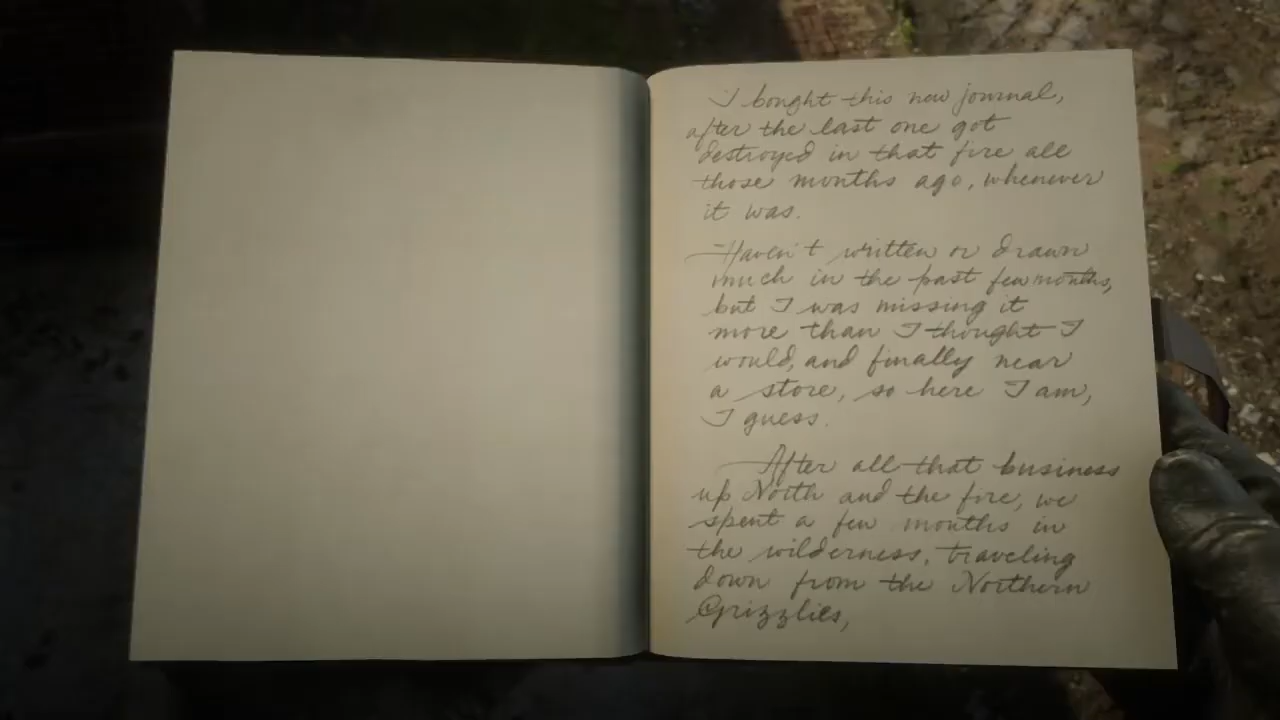 I bought this new journal,
after the last one got
destroyed in that fire all
those months ago, whenever
it was.
Haven't written or drawn
much in the past few months,
but I was missing it
more than I thought I
would, and finally near
a store, so here I am,
I guess.
After all that business
up North and the fire, we
spent a few months in
the wilderness, traveling
down from the Northern
Grizzlies,